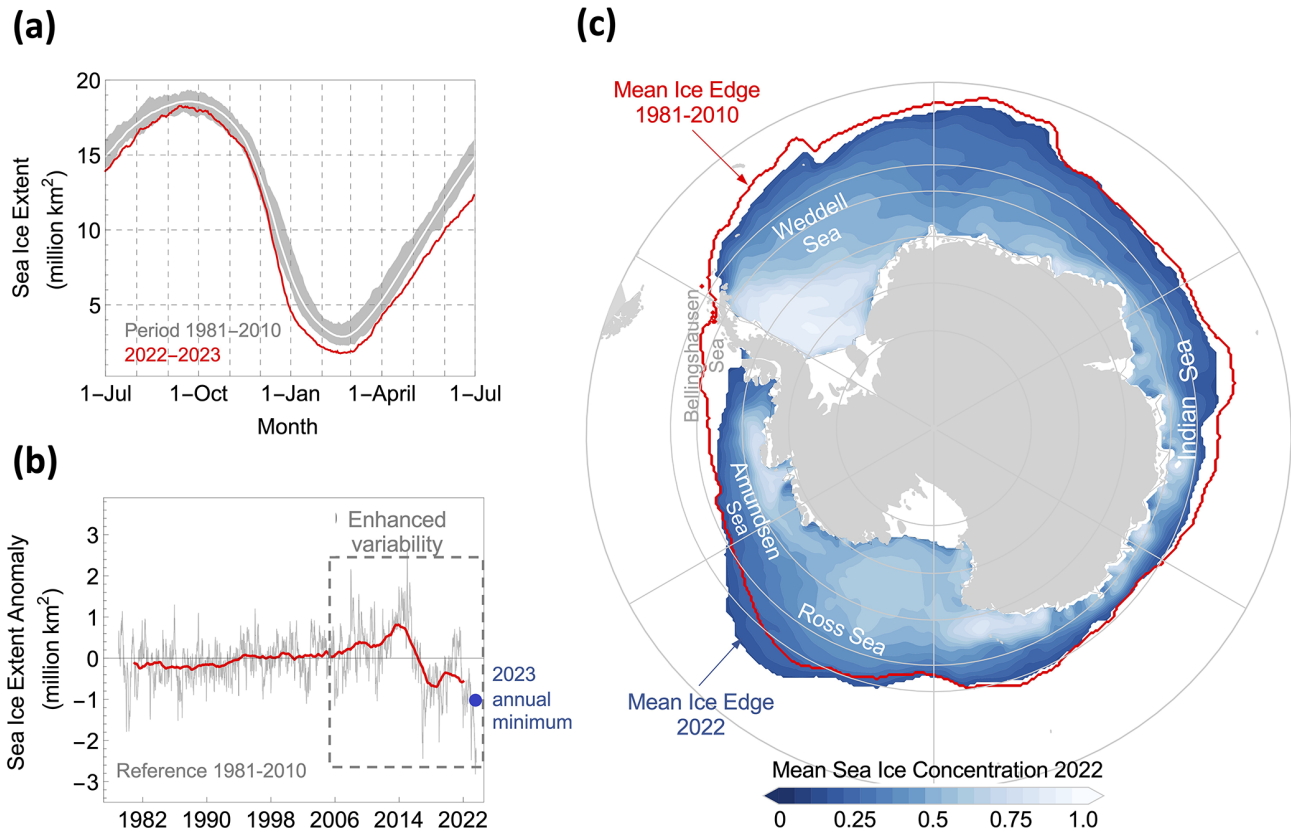 (a)
20
15
10
5
Sea Ice Extent
(million km²)
Period 1981–2010
2022–2023
1–Jul
1–Oct
1–Jan
1–April
1–Jul
Month
(b)
3
2
1
0
−1
−2
−3
Sea Ice Extent Anomaly
(million km²)
Enhanced
variability
2023
annual
minimum
Reference 1981-2010
1982
1990
1998
2006
2014
2022
(c)
Mean Ice Edge
1981-2010
Weddell
Sea
Bellingshausen
Sea
Indian Sea
Amundsen
Sea
Ross Sea
Mean Ice Edge
2022
Mean Sea Ice Concentration 2022
0
0.25
0.5
0.75
1.0